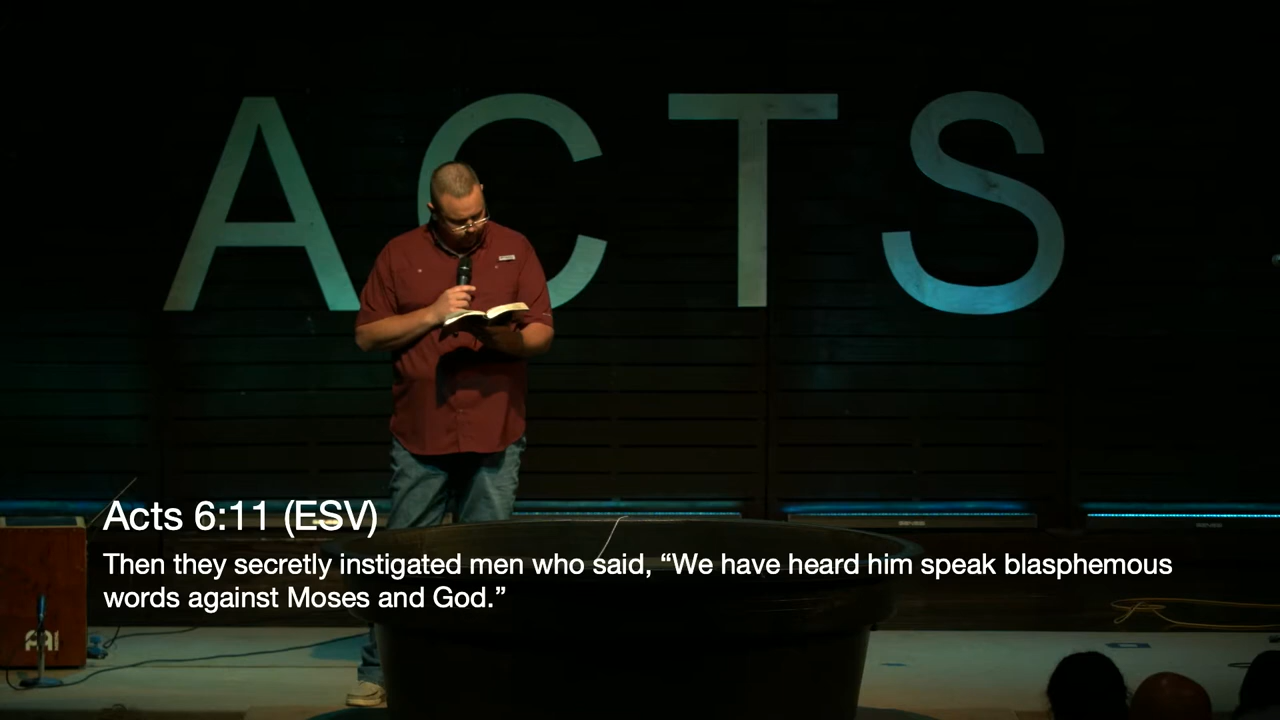 ACTS
Acts 6:11 (ESV)
Then they secretly instigated men who said, “We have heard him speak blasphemous
words against Moses and God.”